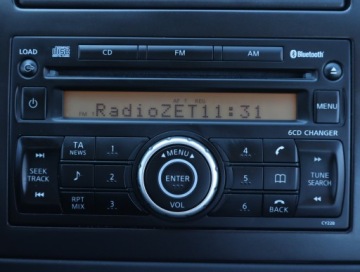 LOAD
CD FM AM Bluetooth
RadioZET11:31
MENU
6CD CHANGER
TA NEWS 1 MENU 4
SEEK TRACK 2 ENTER 5 TUNE SEARCH
RPT MIX 3 VOL 6 BACK